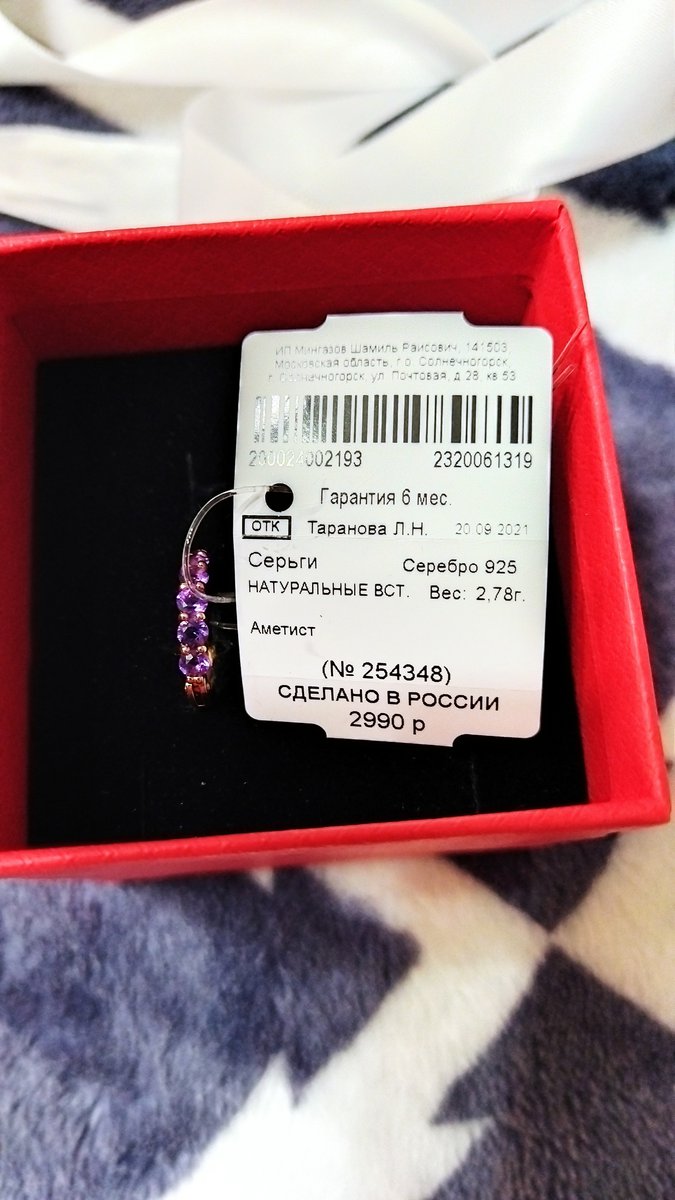 ИП Мингазов Шамиль Раисович, 141503,
Московская область, г.о. Солнечногорск,
г. Солнечногорск, ул. Почтовая, д.28, кв.53
200024002193 2320061319
Гарантия 6 мес.
ОТК Таранова Л.Н. 20.09.2021
Серьги Серебро 925
НАТУРАЛЬНЫЕ ВСТ. Вес: 2,78г.
Аметист
(№ 254348)
СДЕЛАНО В РОССИИ
2990 р